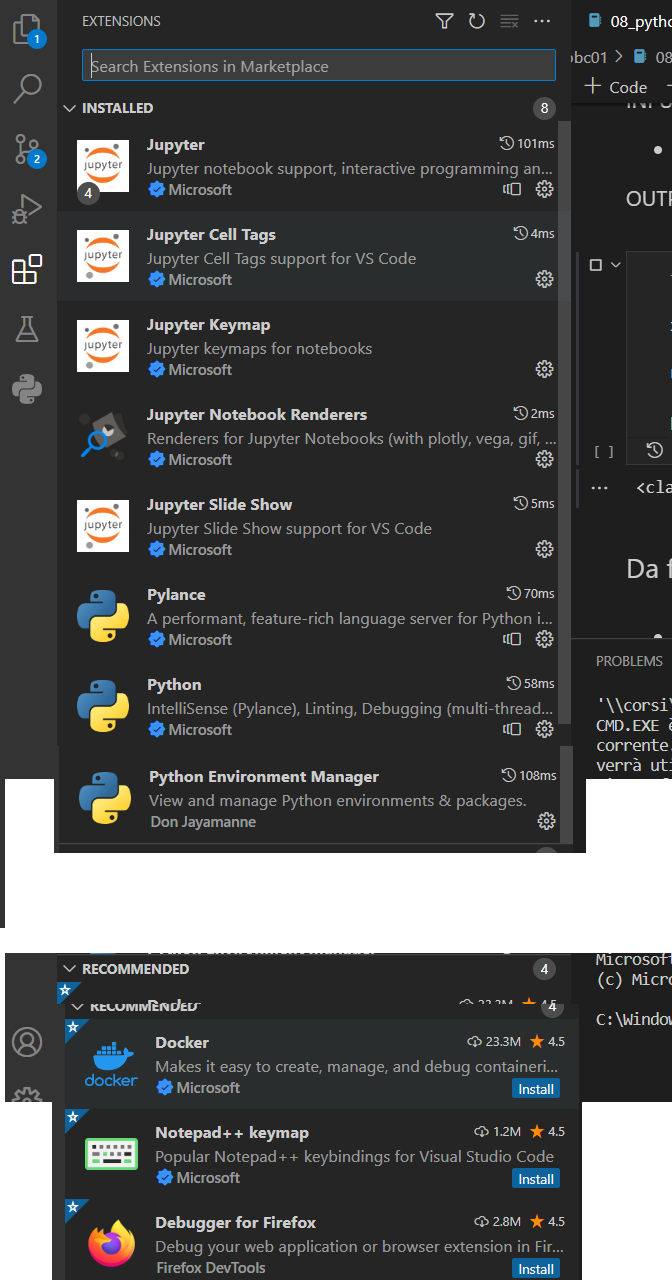 EXTENSIONS
1
Search Extensions in Marketplace
INSTALLED
8
Jupyter
101ms
Jupyter notebook support, interactive programming an...
Microsoft
jupyter
4
2
Jupyter Cell Tags
4ms
Jupyter Cell Tags support for VS Code
Microsoft
jupyter
Jupyter Keymap
Jupyter keymaps for notebooks
Microsoft
jupyter
Jupyter Notebook Renderers
2ms
Renderers for Jupyter Notebooks (with plotly, vega, gif, ...
Microsoft
Jupyter Slide Show
5ms
Jupyter Slide Show support for VS Code
Microsoft
jupyter
Pylance
70ms
A performant, feature-rich language server for Python i...
Microsoft
Python
58ms
IntelliSense (Pylance), Linting, Debugging (multi-thread...
Microsoft
Python Environment Manager
108ms
View and manage Python environments & packages.
Don Jayamanne
08_pytho
bc01 > 08
+ Code
OUTP
[ ]
... <cla
Da f
PROBLEMS
'\\corsi\
CMD.EXE è
corrente.
verrà uti
RECOMMENDED
4
RECOMMENDED
4
Docker
23.3M
4.5
Makes it easy to create, manage, and debug containeri...
Microsoft
Install
docker
Notepad++ keymap
1.2M
4.5
Popular Notepad++ keybindings for Visual Studio Code
Microsoft
Install
Debugger for Firefox
2.8M
4.5
Debug your web application or browser extension in Fir...
Firefox DevTools
Install
Microsoft
(c) Micro
C:\Window